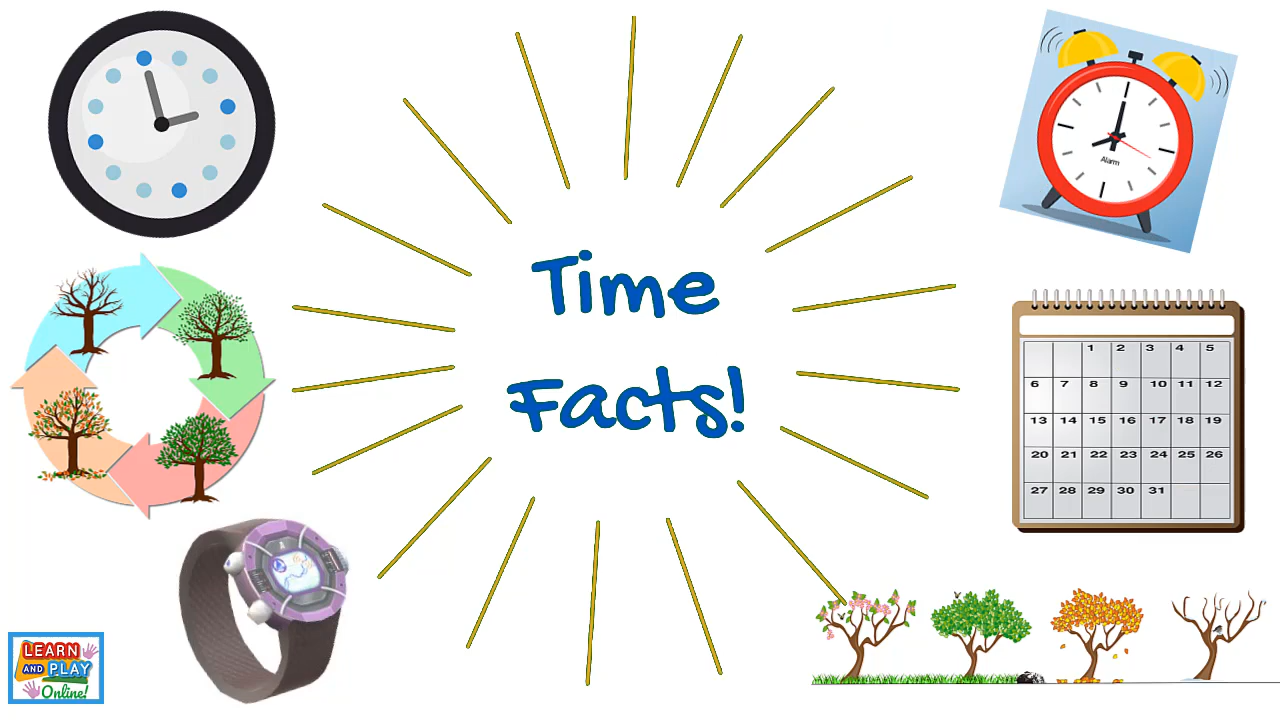 Time
Facts!
Alarm
1 2 3 4 5
6 7 8 9 10 11 12
13 14 15 16 17 18 19
20 21 22 23 24 25 26
27 28 29 30 31
LEARN
AND PLAY
Online!